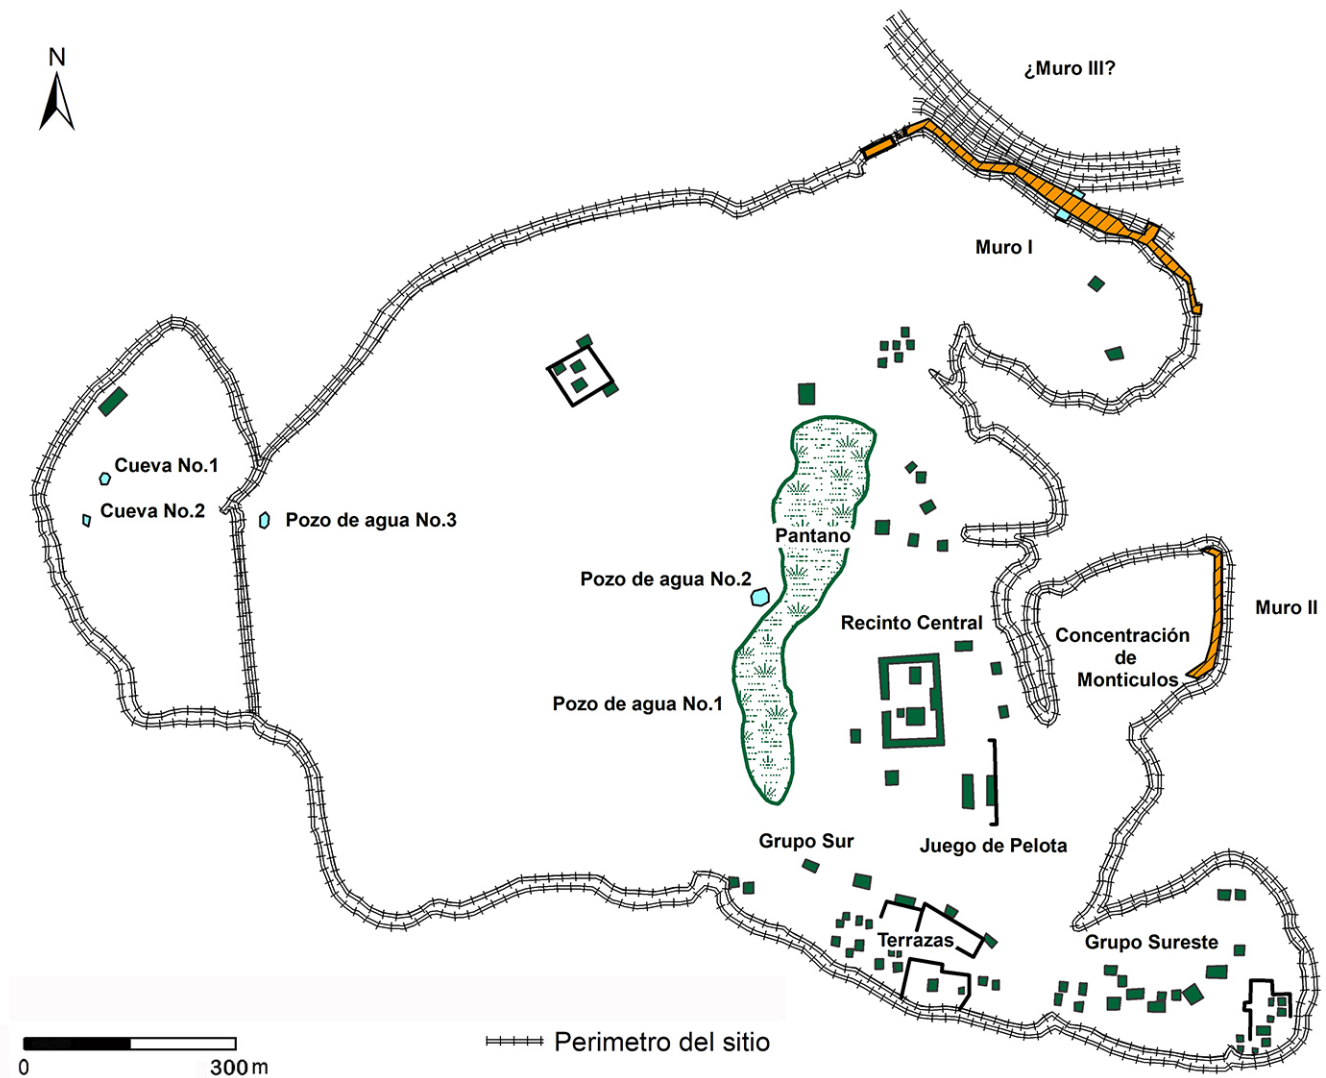 N
¿Muro III?
Muro I
Cueva No.1
Cueva No.2
Pozo de agua No.3
Pantano
Pozo de agua No.2
Recinto Central
Muro II
Concentración
de
Monticulos
Pozo de agua No.1
Grupo Sur
Juego de Pelota
Terrazas
Grupo Sureste
0
300 m
Perimetro del sitio